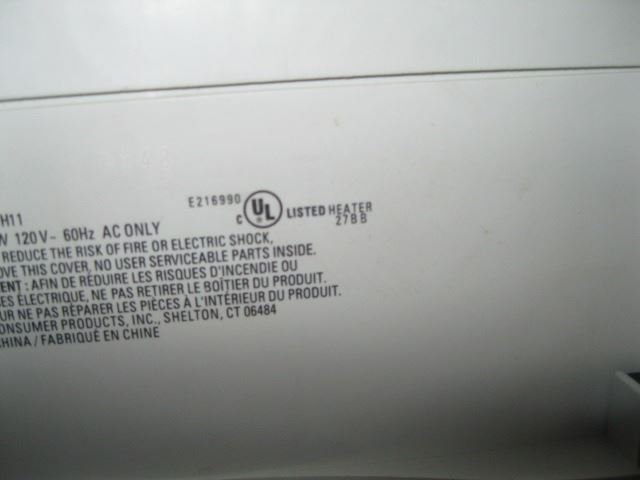 E216990
C UL LISTED HEATER
27BB
H11
W 120V~ 60Hz AC ONLY
REDUCE THE RISK OF FIRE OR ELECTRIC SHOCK,
OVE THIS COVER, NO USER SERVICEABLE PARTS INSIDE.
ENT : AFIN DE RÉDUIRE LES RISQUES D'INCENDIE OU
ES ÉLECTRIQUE, NE PAS RETIRER LE BOÎTIER DU PRODUIT.
UR NE PAS RÉPARER LES PIÈCES À L'INTÉRIEUR DU PRODUIT.
ONSUMER PRODUCTS, INC., SHELTON, CT 06484
HINA / FABRIQUÉ EN CHINE